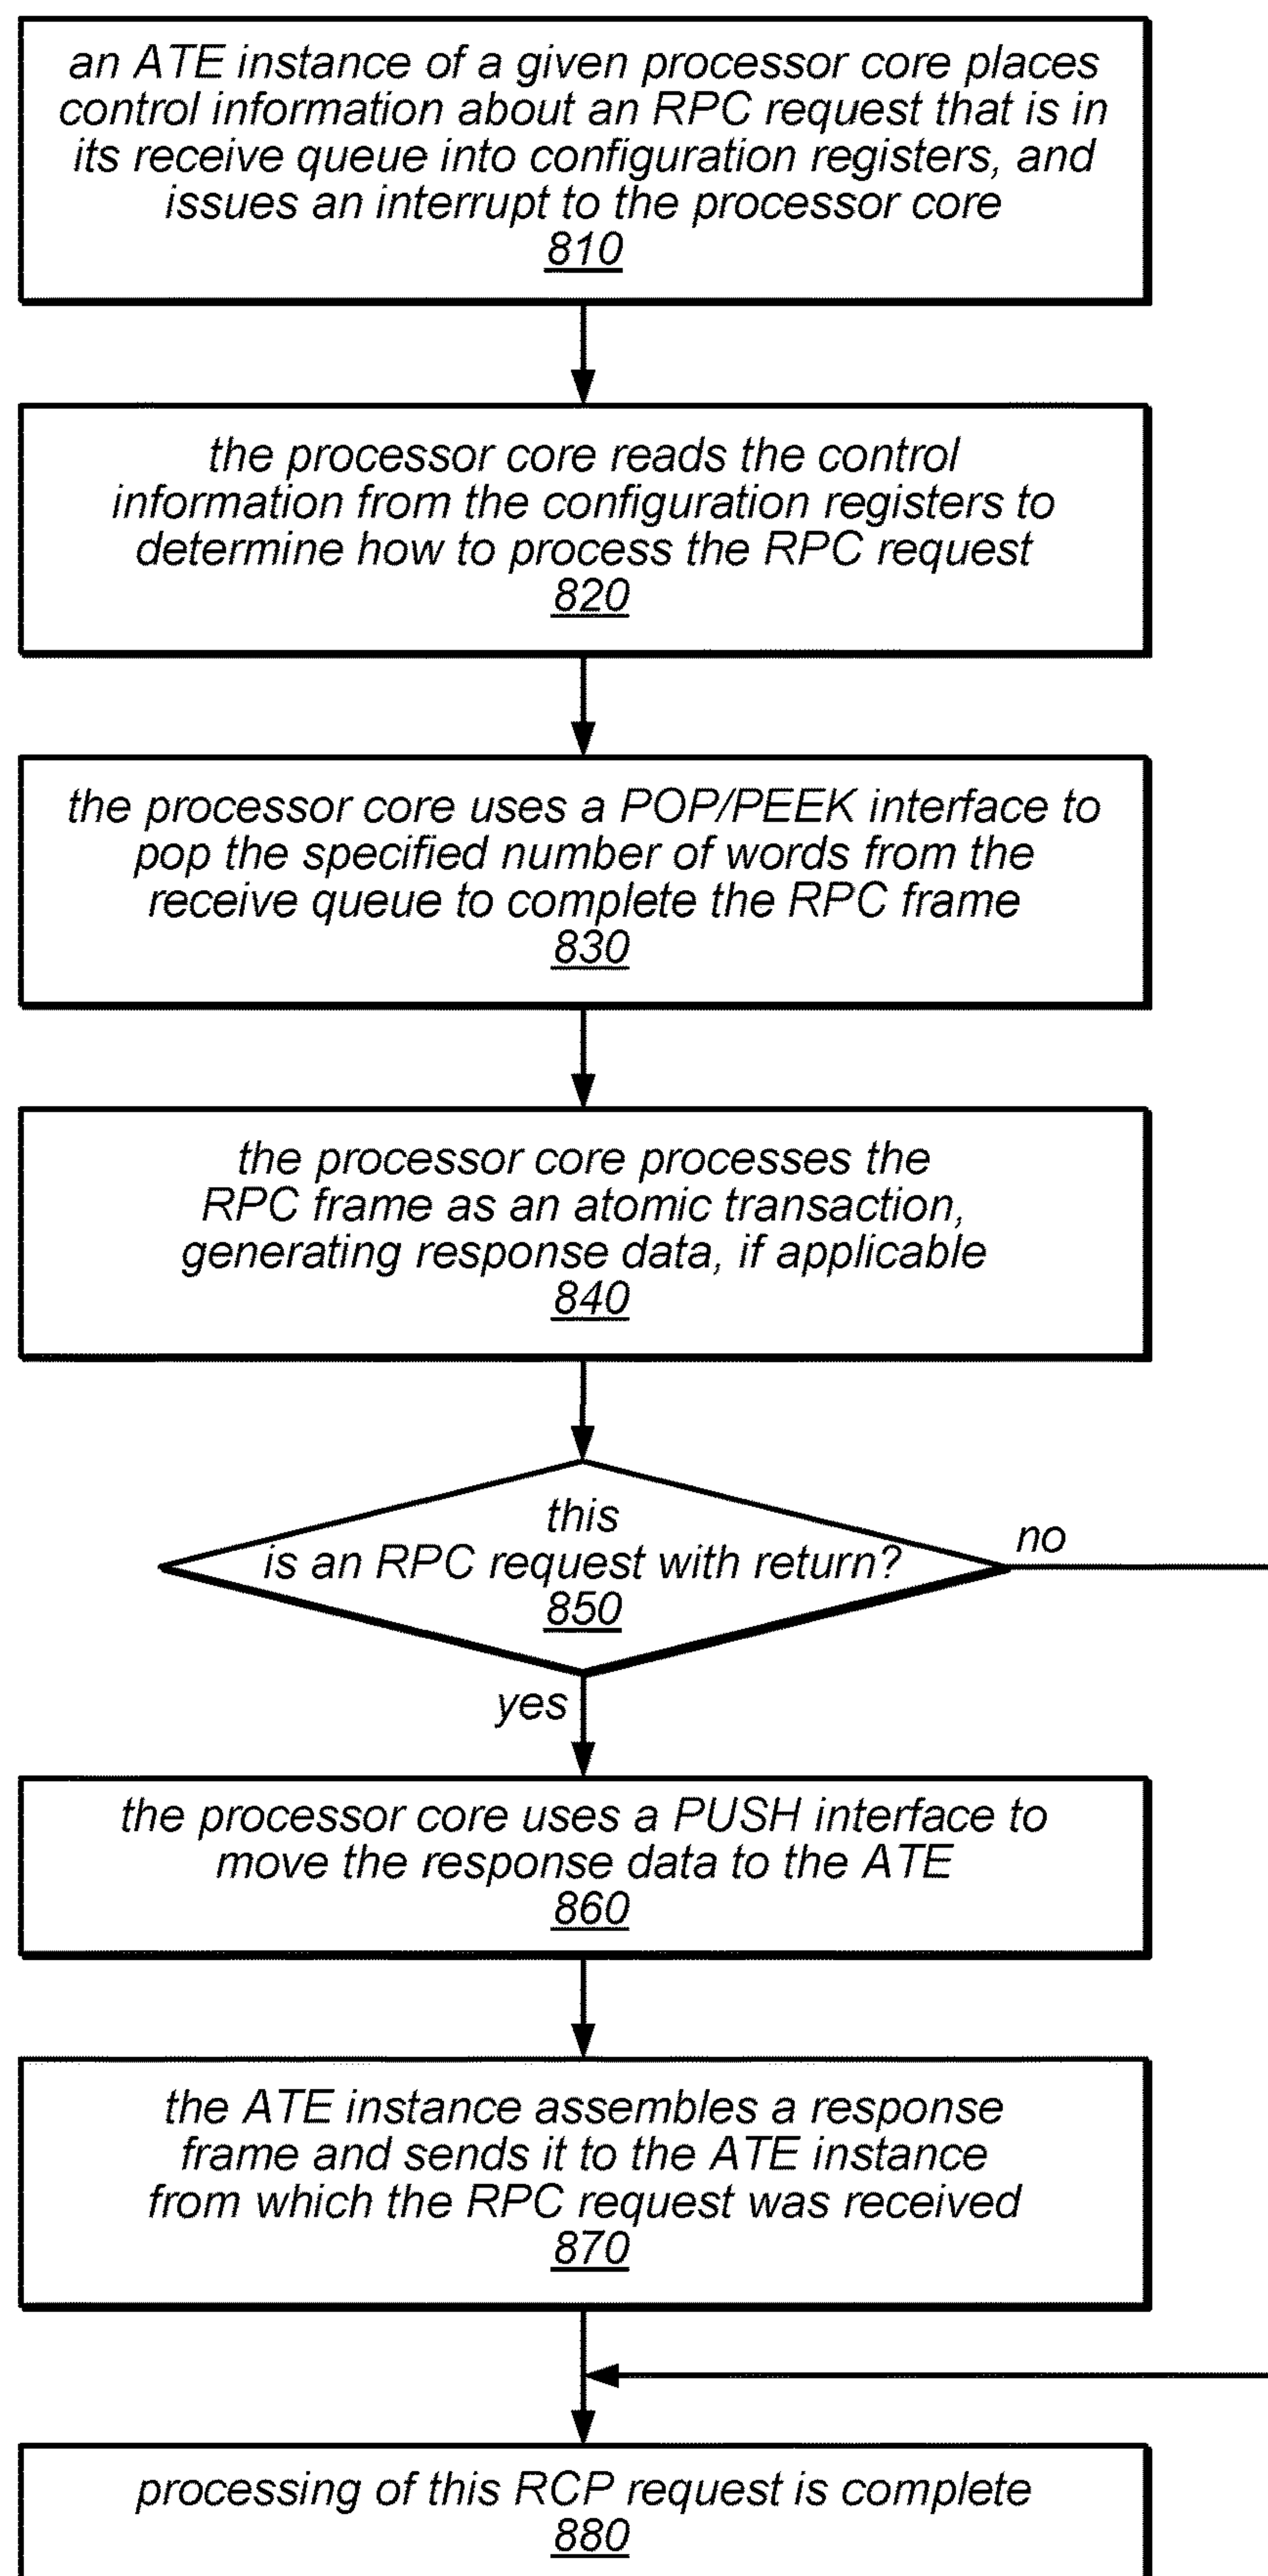 an ATE instance of a given processor core places
control information about an RPC request that is in
its receive queue into configuration registers, and
issues an interrupt to the processor core
810
the processor core reads the control
information from the configuration registers to
determine how to process the RPC request
820
the processor core uses a POP/PEEK interface to
pop the specified number of words from the
receive queue to complete the RPC frame
830
the processor core processes the
RPC frame as an atomic transaction,
generating response data, if applicable
840
this
is an RPC request with return?
850
no
yes
the processor core uses a PUSH interface to
move the response data to the ATE
860
the ATE instance assembles a response
frame and sends it to the ATE instance
from which the RPC request was received
870
processing of this RCP request is complete
880